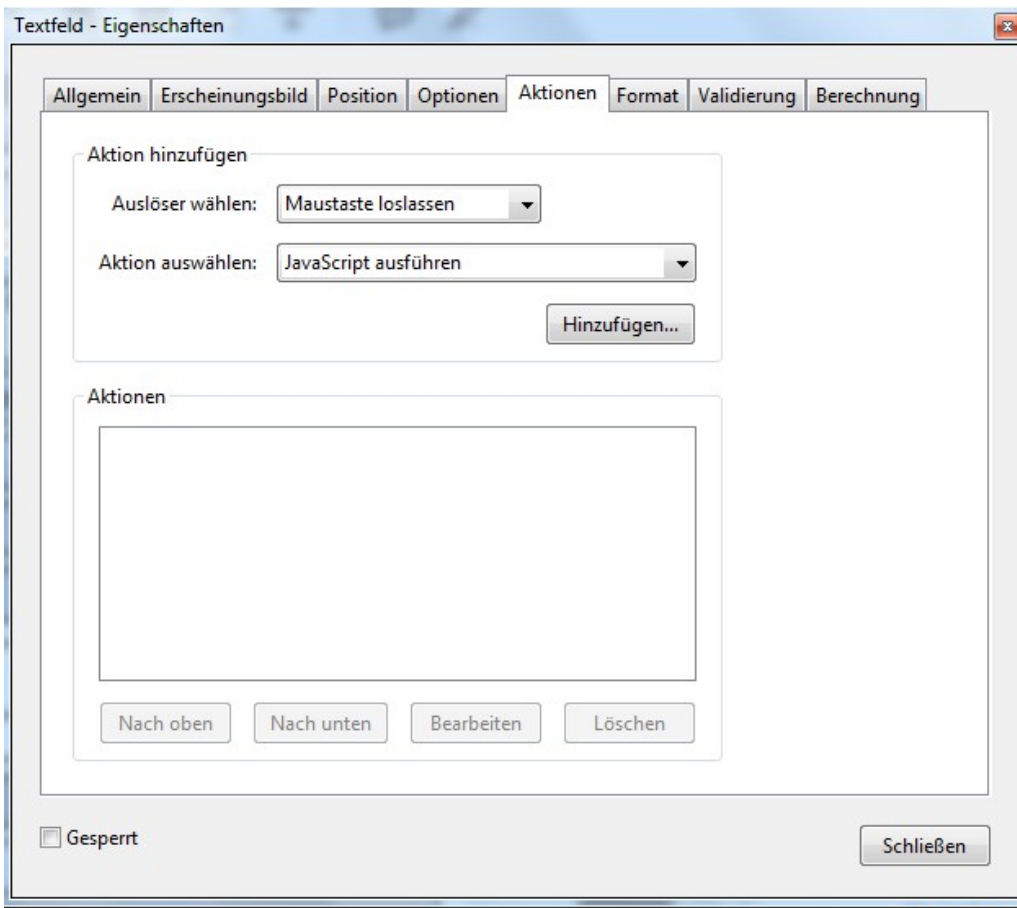 Textfeld - Eigenschaften
Allgemein Erscheinungsbild Position Optionen Aktionen Format Validierung Berechnung
Aktion hinzufügen
Auslöser wählen: Maustaste loslassen
Aktion auswählen: JavaScript ausführen
Hinzufügen...
Aktionen
Nach oben Nach unten Bearbeiten Löschen
Gesperrt
Schließen